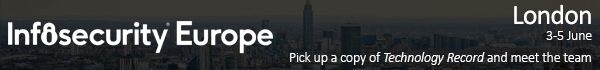 Infosecurity® Europe
London
3-5 June
Pick up a copy of Technology Record and meet the team